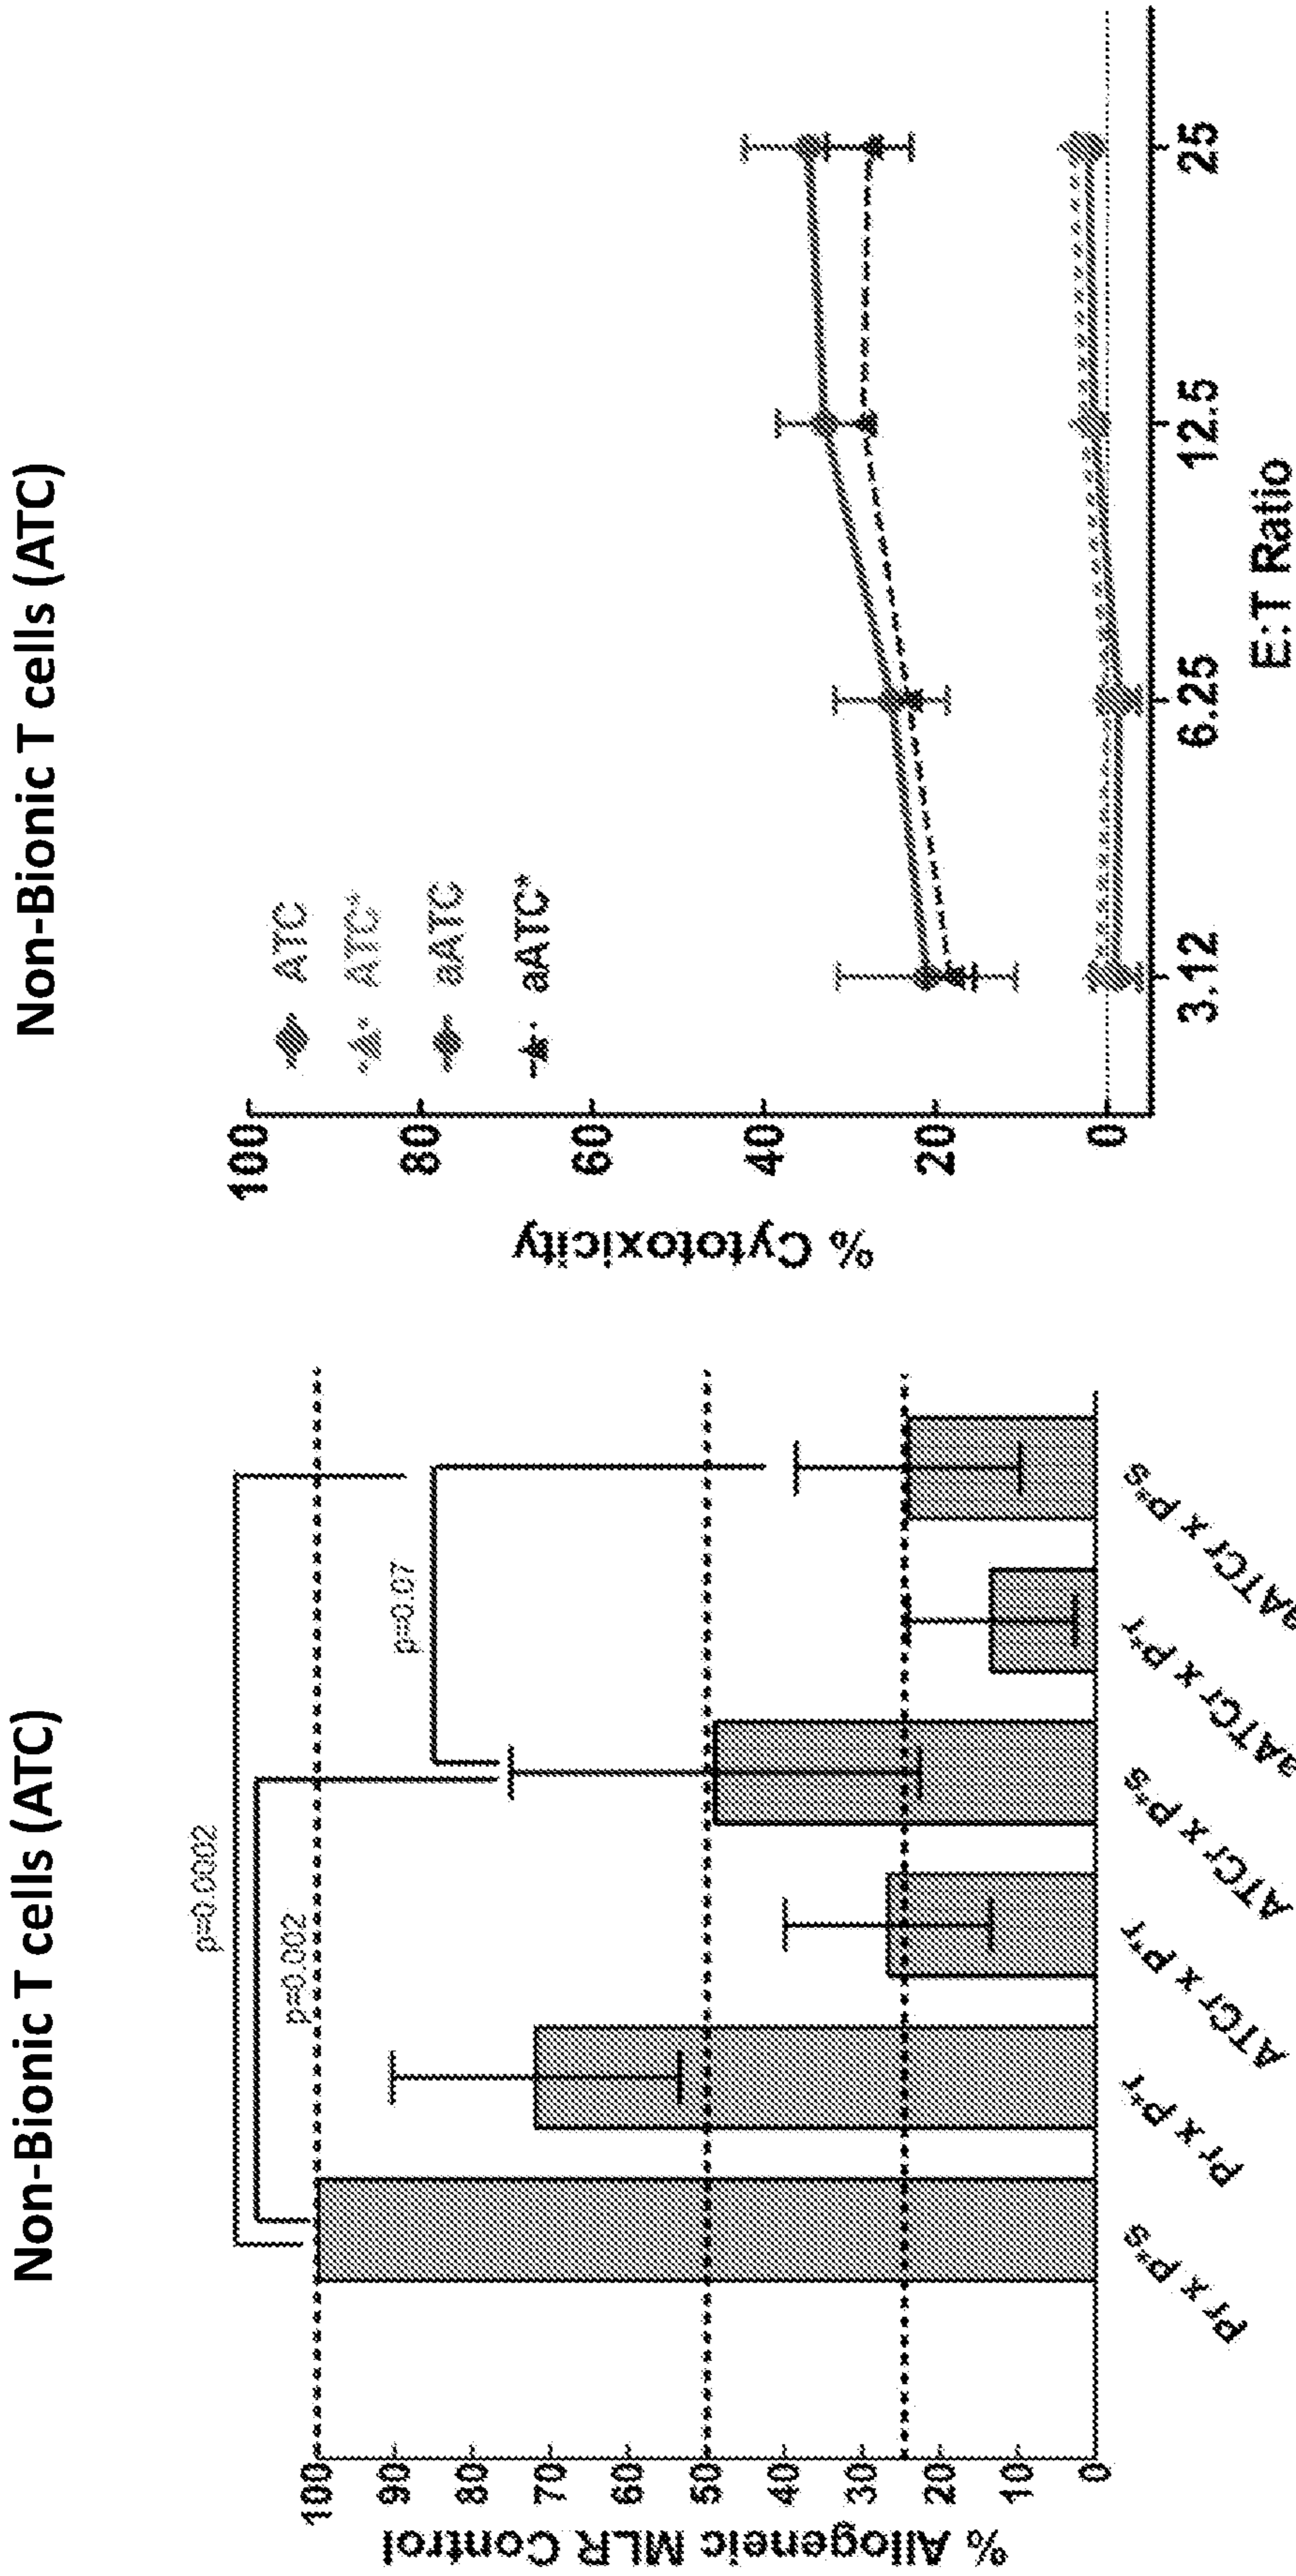 Non-Bionic T cells (ATC)
% Allogeneic MLR Control
100
90
80
70
60
50
40
30
20
10
0
p=0.0002
p=0.002
p=0.07
Pr x P*s
Pr x P*r
ATCr x P*r
ATCr x P*s
aATCr x P*r
aATCr x P*s
Non-Bionic T cells (ATC)
% Cytotoxicity
100
80
60
40
20
0
ATC
ATC*
aATC
aATC*
3.12
6.25
12.5
25
E:T Ratio